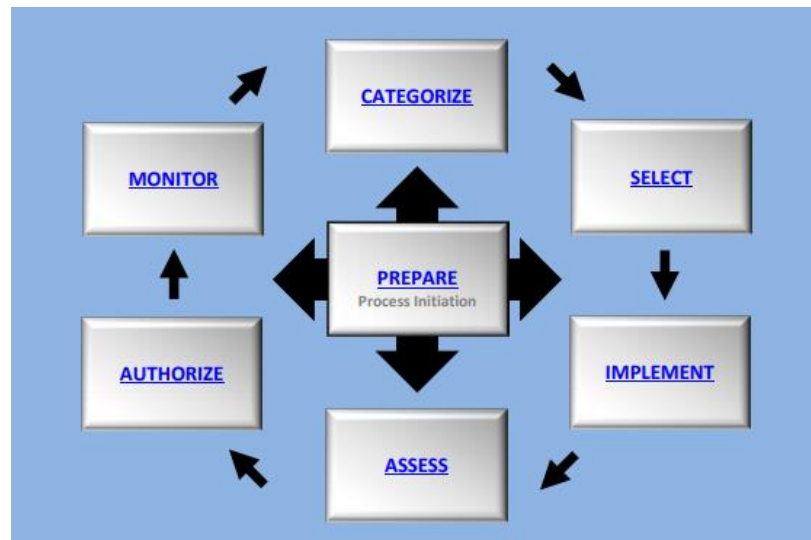 CATEGORIZE
MONITOR
SELECT
PREPARE
Process Initiation
AUTHORIZE
IMPLEMENT
ASSESS